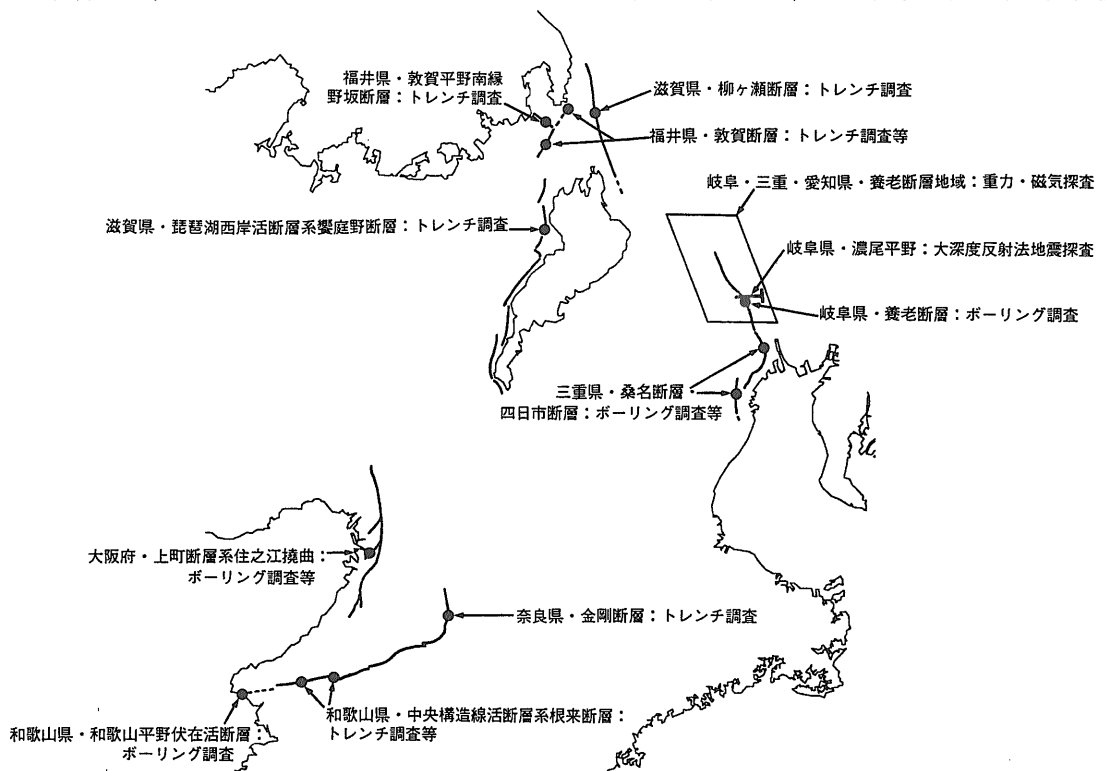 福井県・敦賀平野南縁
野坂断層：トレンチ調査
滋賀県・柳ヶ瀬断層：トレンチ調査
福井県・敦賀断層：トレンチ調査等
岐阜・三重・愛知県・養老断層地域：重力・磁気探査
滋賀県・琵琶湖西岸活断層系饗庭野断層：トレンチ調査
岐阜県・濃尾平野：大深度反射法地震探査
岐阜県・養老断層：ボーリング調査
三重県・桑名断層・
四日市断層：ボーリング調査等
大阪府・上町断層系住之江撓曲：
ボーリング調査等
奈良県・金剛断層：トレンチ調査
和歌山県・中央構造線活断層系根来断層：
トレンチ調査等
和歌山県・和歌山平野伏在活断層：
ボーリング調査